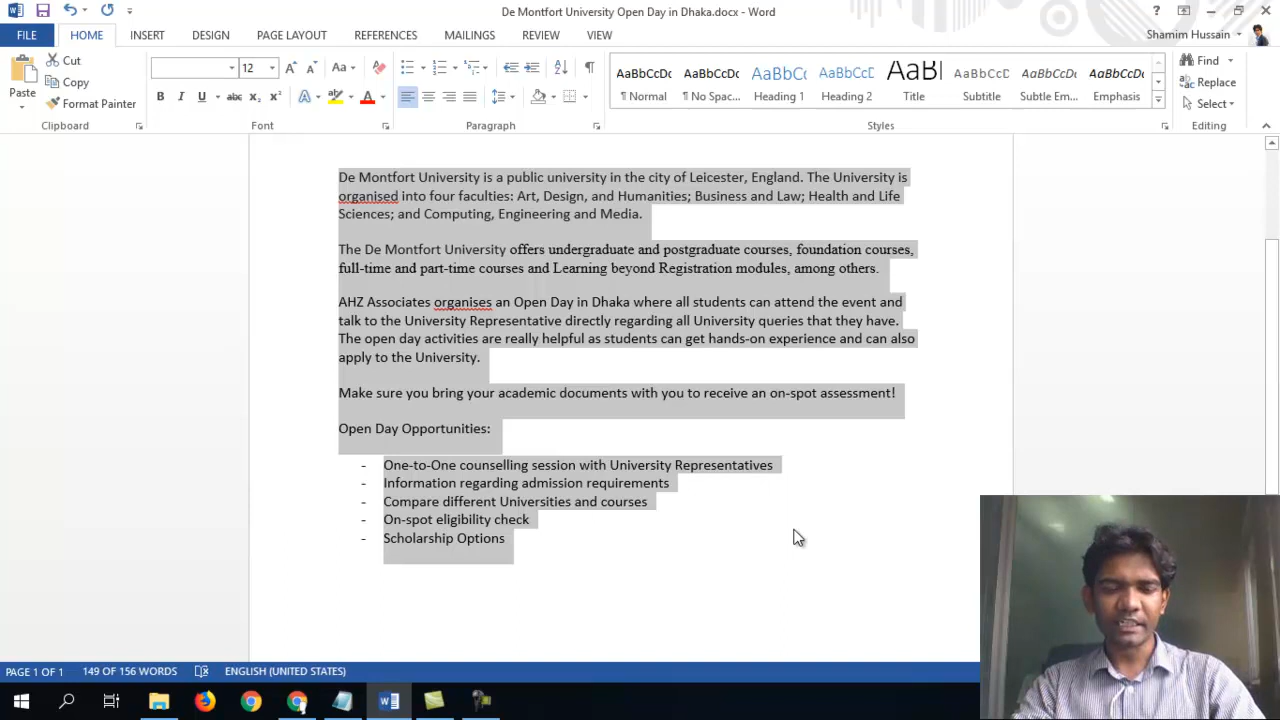 De Montfort University Open Day in Dhaka.docx - Word
FILE HOME INSERT DESIGN PAGE LAYOUT REFERENCES MAILINGS REVIEW VIEW Shamim Hussain
Cut
Copy
Format Painter
Paste
Clipboard
12
Font
Paragraph
AaBbCcDc AaBbCcDc AaBbCc AaBbCcD AaBl AaBbCcD AaBbCcDc AaBbCcDc
¶ Normal ¶ No Spac... Heading 1 Heading 2 Title Subtitle Subtle Em... Emphasis
Styles
Find
Replace
Select
Editing
De Montfort University is a public university in the city of Leicester, England. The University is
organised into four faculties: Art, Design, and Humanities; Business and Law; Health and Life
Sciences; and Computing, Engineering and Media.
The De Montfort University offers undergraduate and postgraduate courses, foundation courses,
full-time and part-time courses and Learning beyond Registration modules, among others.
AHZ Associates organises an Open Day in Dhaka where all students can attend the event and
talk to the University Representative directly regarding all University queries that they have.
The open day activities are really helpful as students can get hands-on experience and can also
apply to the University.
Make sure you bring your academic documents with you to receive an on-spot assessment!
Open Day Opportunities:
- One-to-One counselling session with University Representatives
- Information regarding admission requirements
- Compare different Universities and courses
- On-spot eligibility check
- Scholarship Options
PAGE 1 OF 1 149 OF 156 WORDS ENGLISH (UNITED STATES)